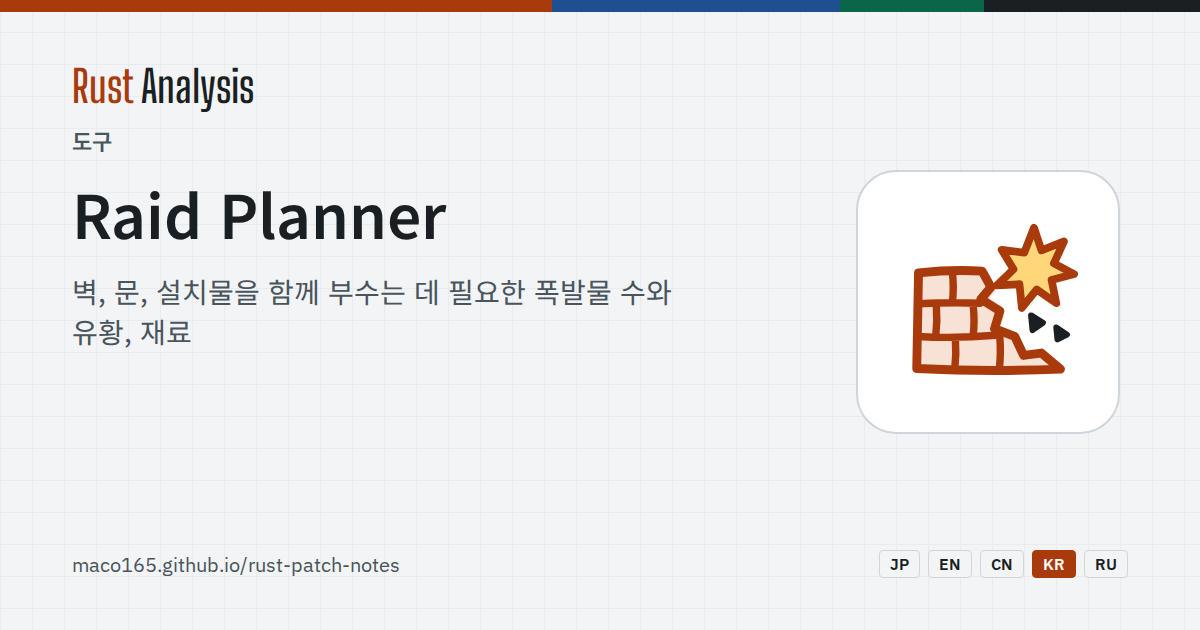 Rust Analysis
도구
Raid Planner
벽, 문, 설치물을 함께 부수는 데 필요한 폭발물 수와
유황, 재료
maco165.github.io/rust-patch-notes
JP EN CN KR RU